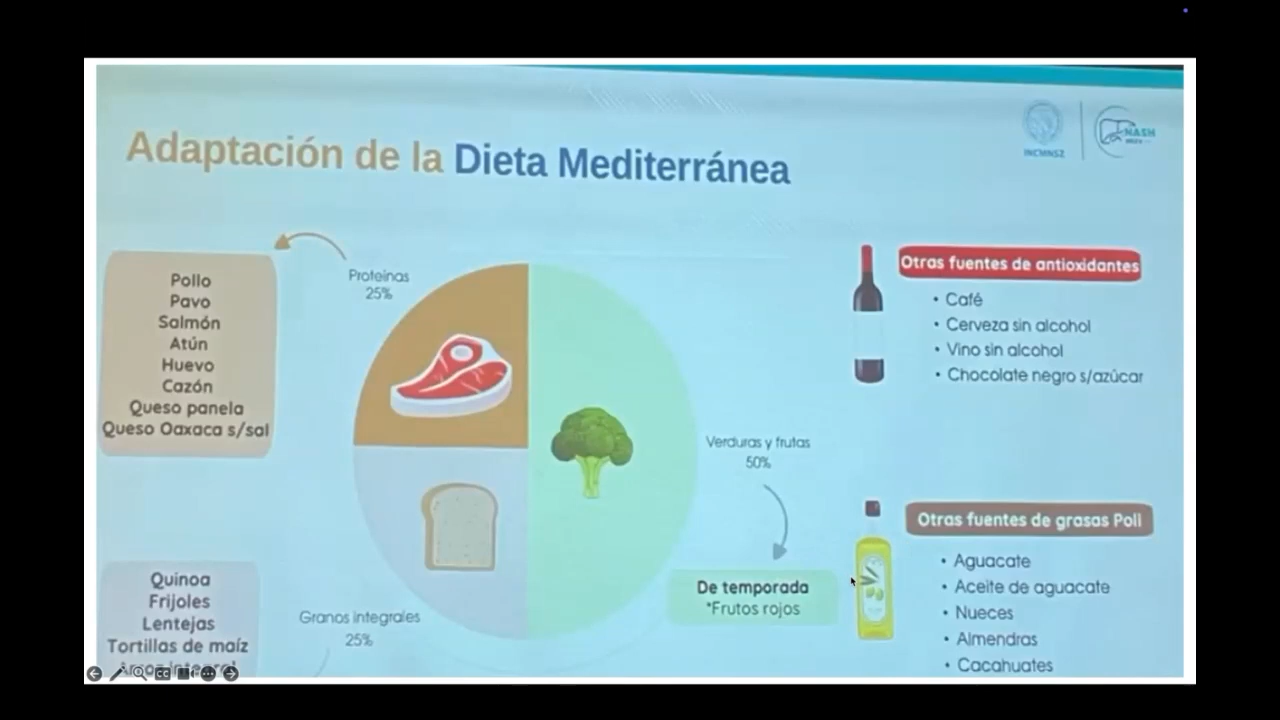 Adaptación de la Dieta Mediterránea
INCMNSZ
NASH
Proteínas
25%
Pollo
Pavo
Salmón
Atún
Huevo
Cazón
Queso panela
Queso Oaxaca s/sal
Otras fuentes de antioxidantes
• Café
• Cerveza sin alcohol
• Vino sin alcohol
• Chocolate negro s/azúcar
Verduras y frutas
50%
De temporada
*Frutos rojos
Otras fuentes de grasas Poli
• Aguacate
• Aceite de aguacate
• Nueces
• Almendras
• Cacahuates
Granos integrales
25%
Quinoa
Frijoles
Lentejas
Tortillas de maíz
Arroz integral